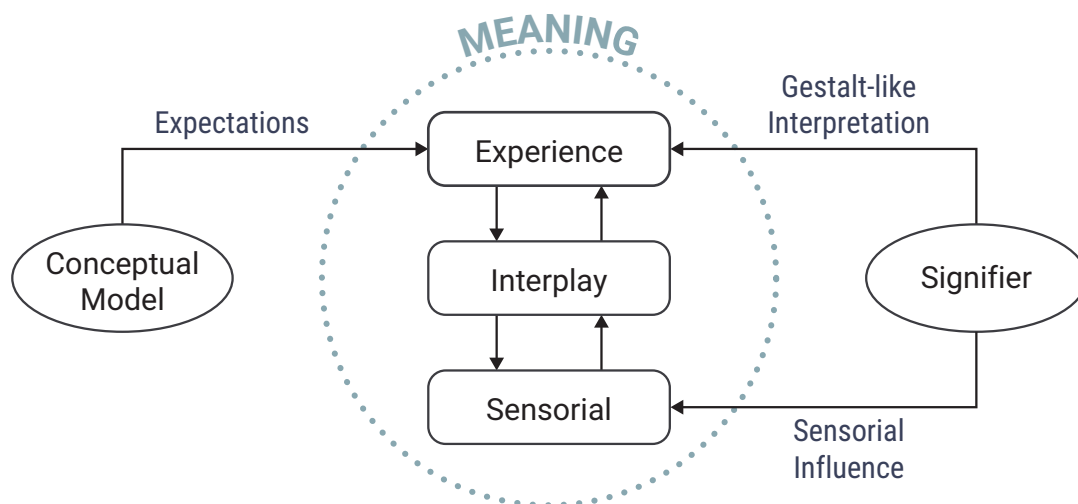 MEANING
Gestalt-like
Interpretation
Expectations
Experience
Conceptual
Model
Interplay
Signifier
Sensorial
Sensorial
Influence